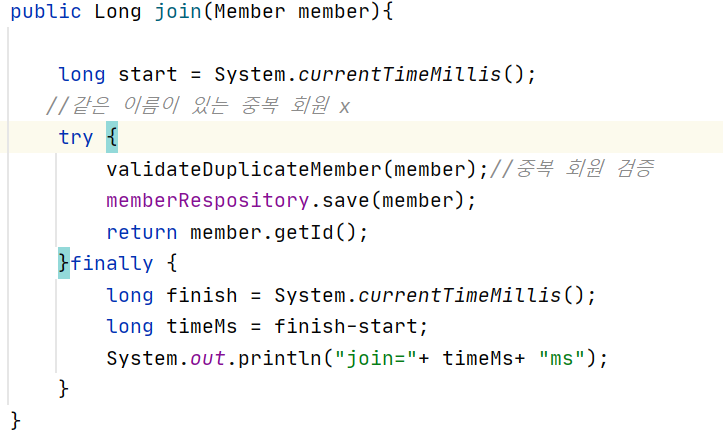 public Long join(Member member){
long start = System.currentTimeMillis();
//같은 이름이 있는 중복 회원 x
try {
validateDuplicateMember(member);//중복 회원 검증
memberRespository.save(member);
return member.getId();
}finally {
long finish = System.currentTimeMillis();
long timeMs = finish-start;
System.out.println("join="+ timeMs+ "ms");
}
}